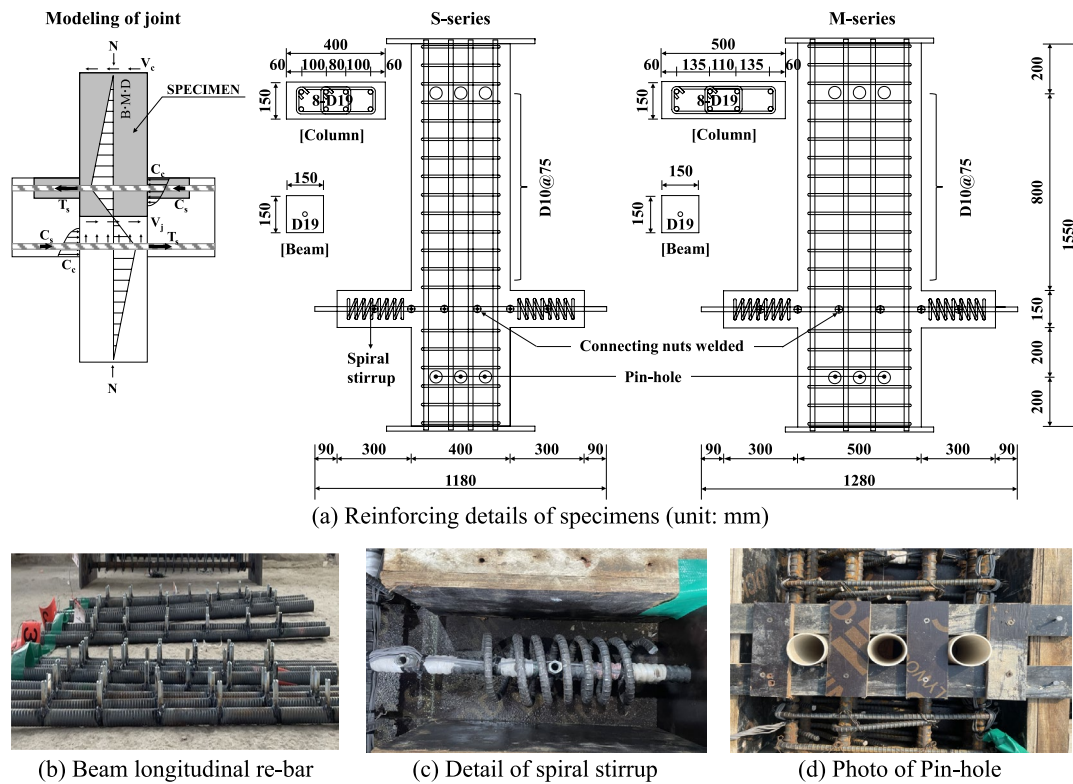 Modeling of joint
S-series
M-series
N
V_c
SPECIMEN
B·M·D
C_c
T_s
C_s
V_j
C_s
T_s
C_c
N
400
60 100 80 100 60
150
8-D19
[Column]
150
150
D19
[Beam]
D10@75
500
60 135 110 135 60
150
8-D19
[Column]
150
150
D19
[Beam]
D10@75
200
800
1550
150
200
200
Spiral
stirrup
Connecting nuts welded
Pin-hole
90 300 400 300 90
1180
90 300 500 300 90
1280
(a) Reinforcing details of specimens (unit: mm)
3
(b) Beam longitudinal re-bar
(c) Detail of spiral stirrup
(d) Photo of Pin-hole